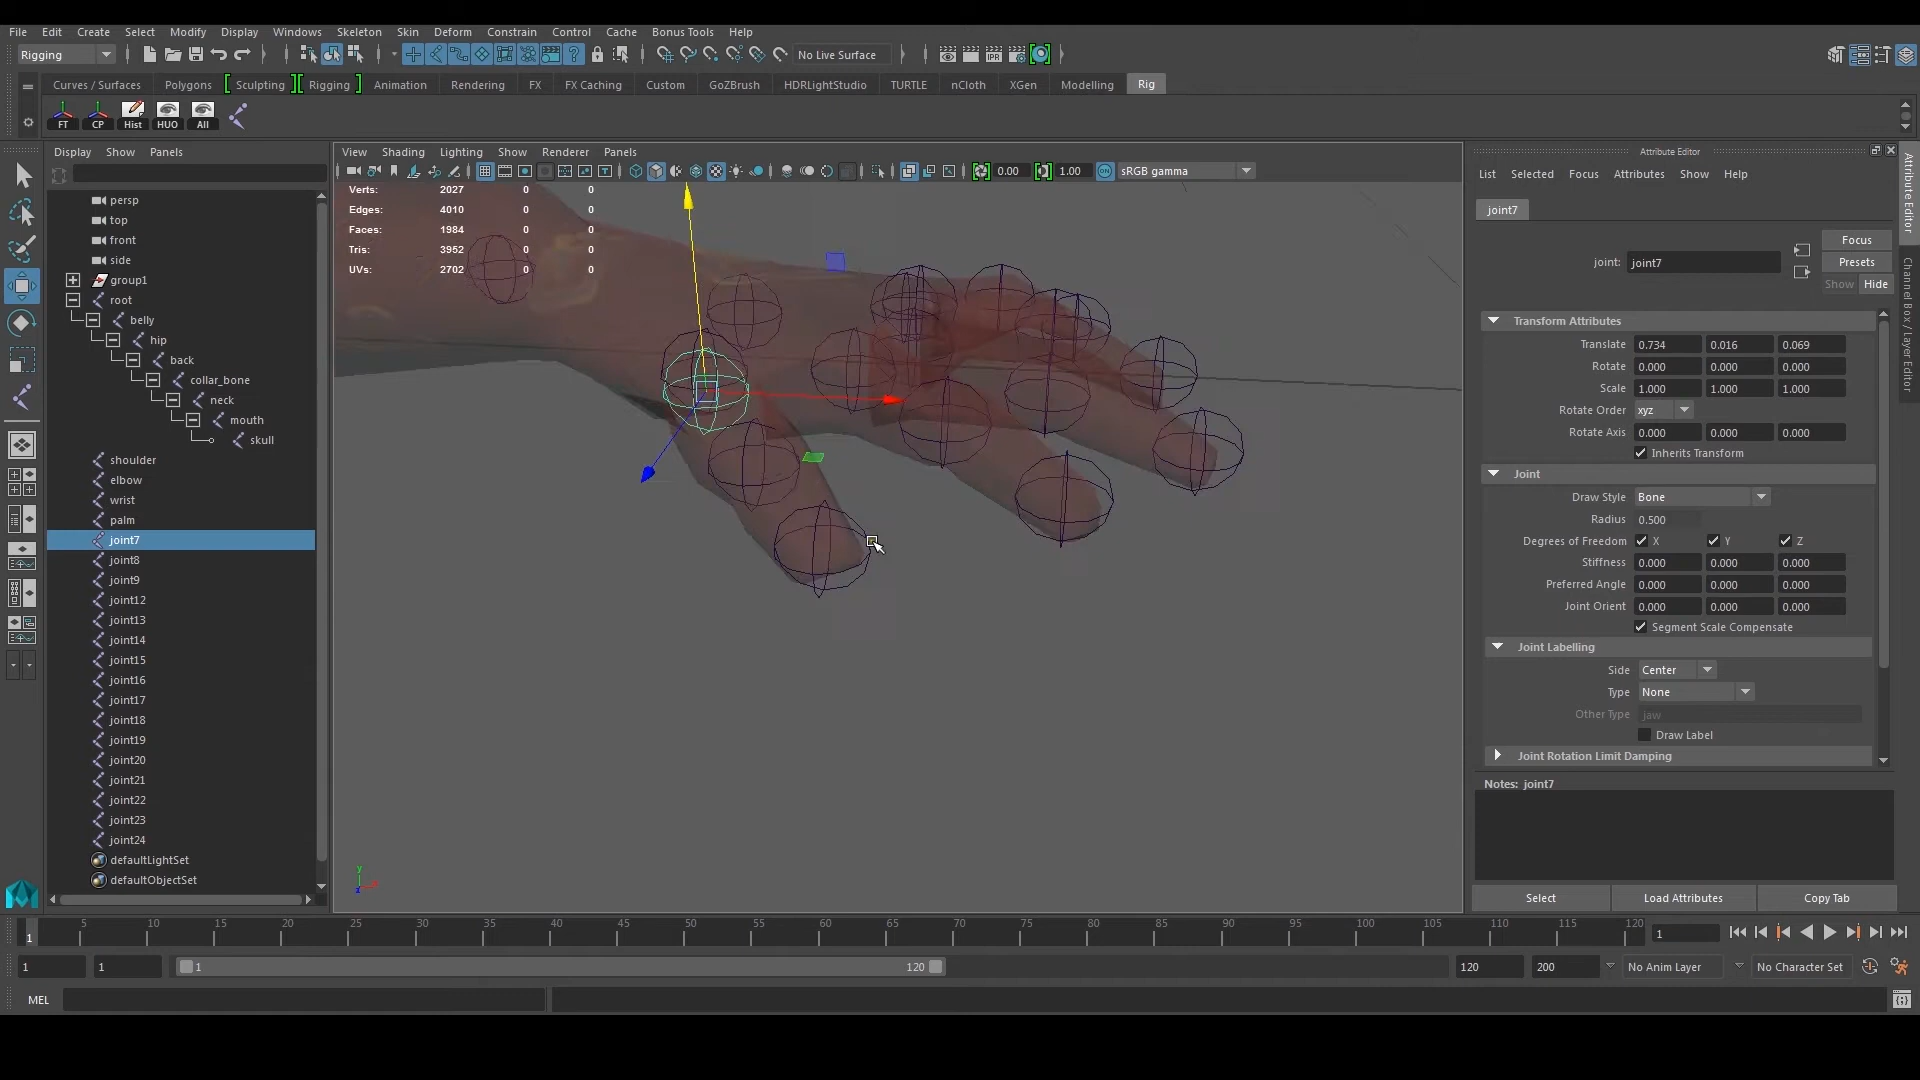 File Edit Create Select Modify Display Windows Skeleton Skin Deform Constrain Control Cache Bonus Tools Help
Rigging No Live Surface
Curves / Surfaces Polygons Sculpting Rigging Animation Rendering FX FX Caching Custom GoZBrush HDRLightStudio TURTLE nCloth XGen Modelling Rig
FT CP Hist HUO All
Display Show Panels
View Shading Lighting Show Renderer Panels
0.00 1.00 sRGB gamma
Verts: 2027 0 0
Edges: 4010 0 0
Faces: 1984 0 0
Tris: 3952 0 0
UVs: 2702 0 0
persp
top
front
side
group1
root
belly
hip
back
collar_bone
neck
mouth
skull
shoulder
elbow
wrist
palm
joint7
joint8
joint9
joint12
joint13
joint14
joint15
joint16
joint17
joint18
joint19
joint20
joint21
joint22
joint23
joint24
defaultLightSet
defaultObjectSet
y
Attribute Editor
List Selected Focus Attributes Show Help
joint7
joint: joint7
Focus
Presets
Show Hide
Transform Attributes
Translate 0.734 0.016 0.069
Rotate 0.000 0.000 0.000
Scale 1.000 1.000 1.000
Rotate Order xyz
Rotate Axis 0.000 0.000 0.000
Inherits Transform
Joint
Draw Style Bone
Radius 0.500
Degrees of Freedom X Y Z
Stiffness 0.000 0.000 0.000
Preferred Angle 0.000 0.000 0.000
Joint Orient 0.000 0.000 0.000
Segment Scale Compensate
Joint Labelling
Side Center
Type None
Other Type jaw
Draw Label
Joint Rotation Limit Damping
Notes: joint7
Select Load Attributes Copy Tab
Attribute Editor
Channel Box / Layer Editor
1 5 10 15 20 25 30 35 40 45 50 55 60 65 70 75 80 85 90 95 100 105 110 115 120 1
1 1 1 120 120 200 No Anim Layer No Character Set
MEL